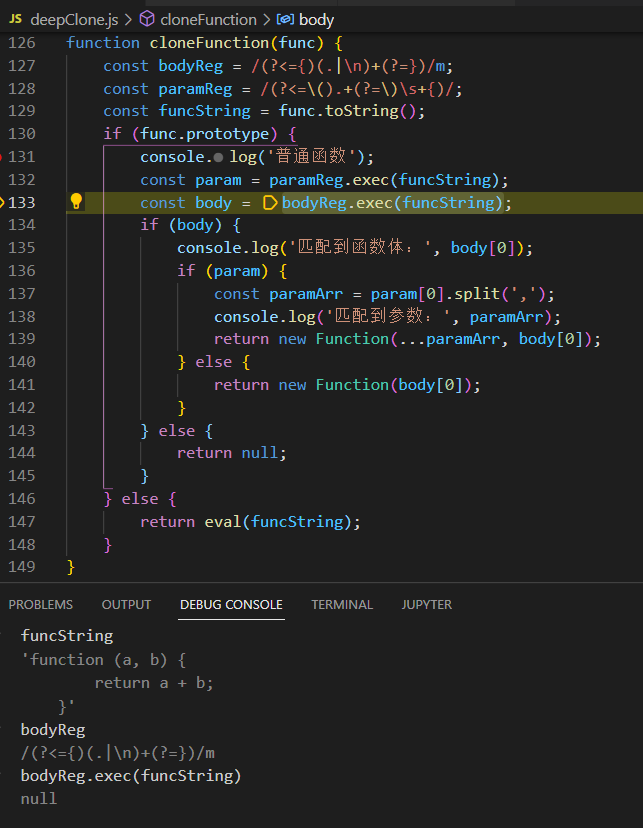 JS deepClone.js > cloneFunction > body
126 function cloneFunction(func) {
127 const bodyReg = /(?<={)(.|\n)+(?=})/m;
128 const paramReg = /(?<=\().+(?=\)\s+{)/;
129 const funcString = func.toString();
130 if (func.prototype) {
131 console.log('普通函数');
132 const param = paramReg.exec(funcString);
133 const body = bodyReg.exec(funcString);
134 if (body) {
135 console.log('匹配到函数体：', body[0]);
136 if (param) {
137 const paramArr = param[0].split(',');
138 console.log('匹配到参数：', paramArr);
139 return new Function(...paramArr, body[0]);
140 } else {
141 return new Function(body[0]);
142 }
143 } else {
144 return null;
145 }
146 } else {
147 return eval(funcString);
148 }
149 }
PROBLEMS OUTPUT DEBUG CONSOLE TERMINAL JUPYTER
funcString
'function (a, b) {
return a + b;
}'
bodyReg
/(?<={)(.|\n)+(?=})/m
bodyReg.exec(funcString)
null